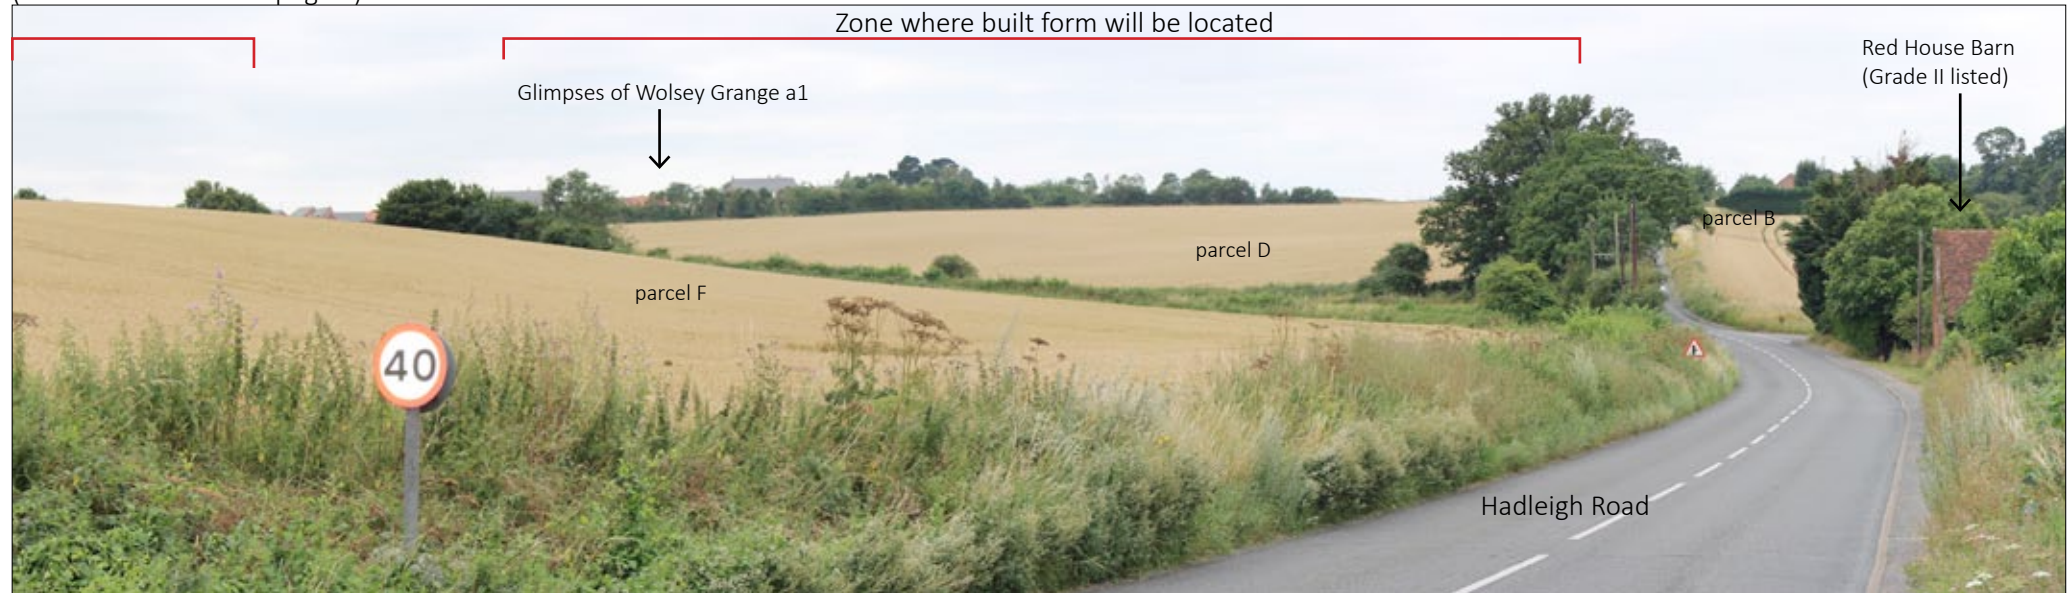 Zone where built form will be located
Glimpses of Wolsey Grange a1
Red House Barn
(Grade II listed)
parcel B
parcel D
parcel F
40
Hadleigh Road